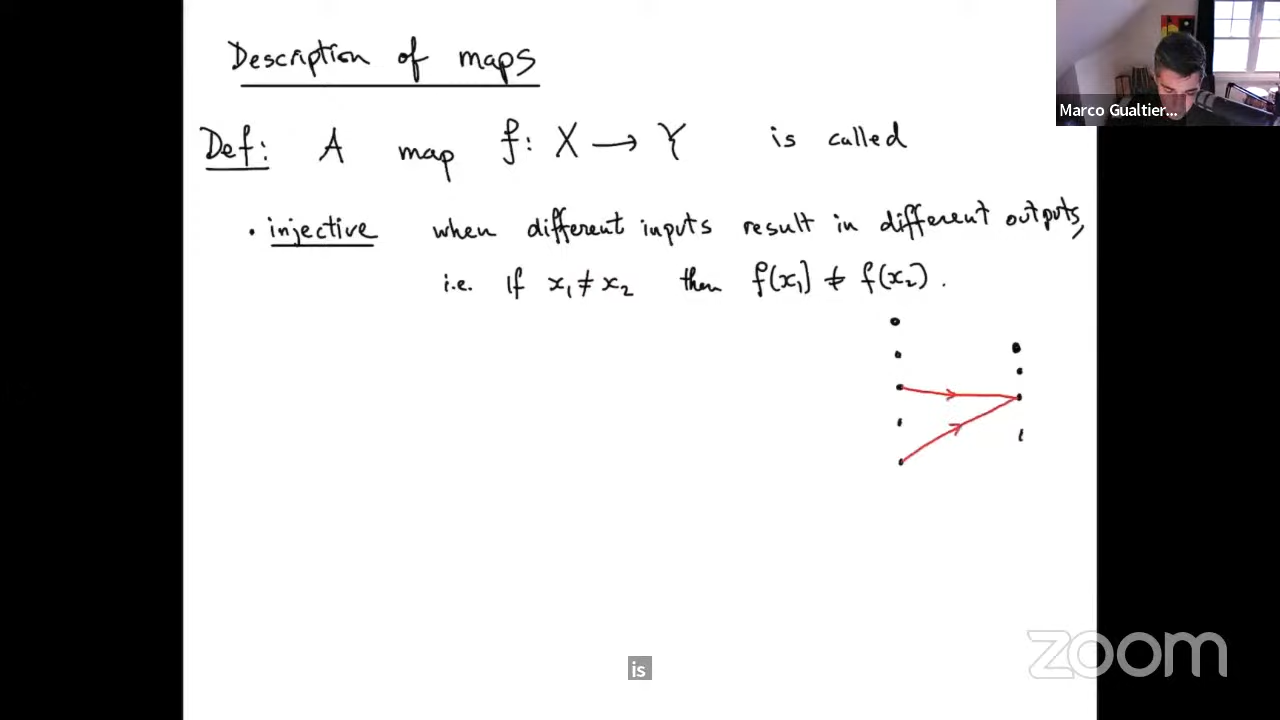 Description of maps
Def: A map f: X → Y is called
• injective when different inputs result in different outputs,
i.e. If x₁ ≠ x₂ then f(x₁] ≠ f(x₂).
Marco Gualtier...
is
zoom